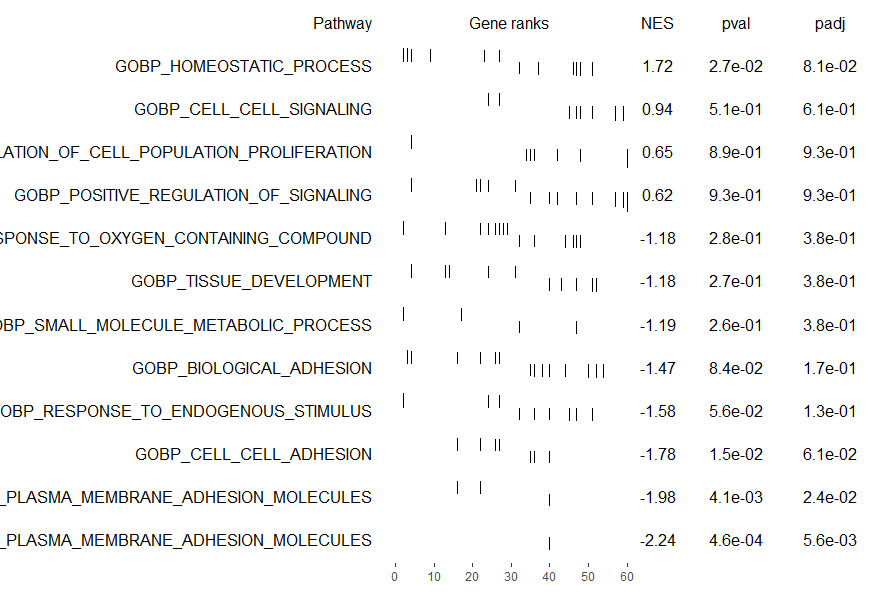 Pathway Gene ranks NES pval padj
GOBP_HOMEOSTATIC_PROCESS 1.72 2.7e-02 8.1e-02
GOBP_CELL_CELL_SIGNALING 0.94 5.1e-01 6.1e-01
LATION_OF_CELL_POPULATION_PROLIFERATION 0.65 8.9e-01 9.3e-01
GOBP_POSITIVE_REGULATION_OF_SIGNALING 0.62 9.3e-01 9.3e-01
SPONSE_TO_OXYGEN_CONTAINING_COMPOUND -1.18 2.8e-01 3.8e-01
GOBP_TISSUE_DEVELOPMENT -1.18 2.7e-01 3.8e-01
OBP_SMALL_MOLECULE_METABOLIC_PROCESS -1.19 2.6e-01 3.8e-01
GOBP_BIOLOGICAL_ADHESION -1.47 8.4e-02 1.7e-01
OBP_RESPONSE_TO_ENDOGENOUS_STIMULUS -1.58 5.6e-02 1.3e-01
GOBP_CELL_CELL_ADHESION -1.78 1.5e-02 6.1e-02
_PLASMA_MEMBRANE_ADHESION_MOLECULES -1.98 4.1e-03 2.4e-02
_PLASMA_MEMBRANE_ADHESION_MOLECULES -2.24 4.6e-04 5.6e-03
0 10 20 30 40 50 60